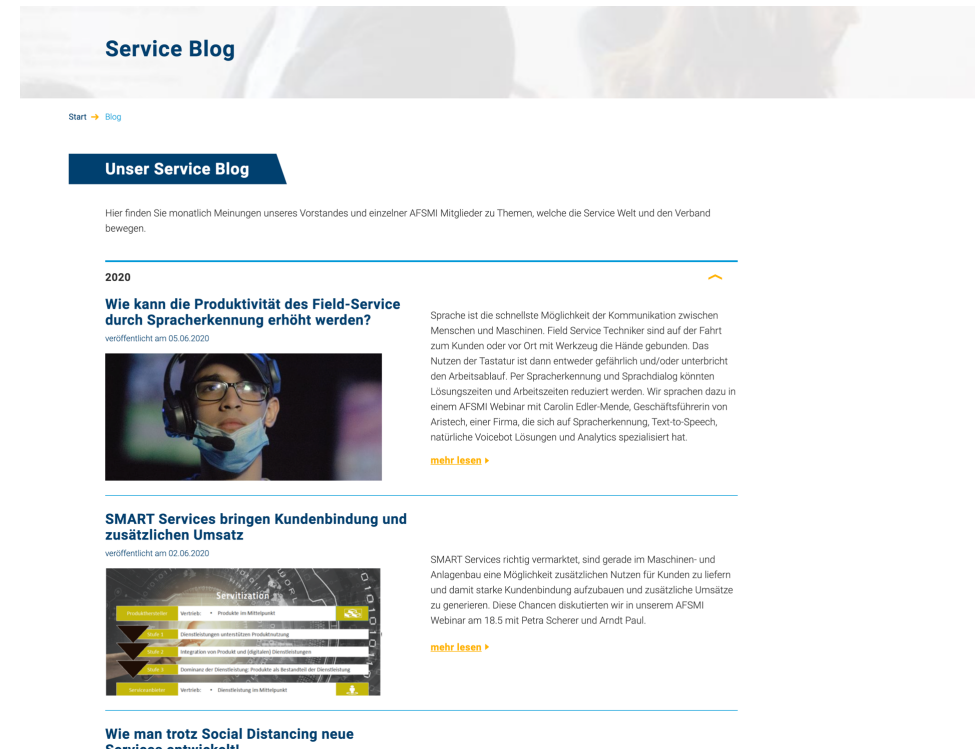 Service Blog
Start → Blog
Unser Service Blog
Hier finden Sie monatlich Meinungen unseres Vorstandes und einzelner AFSMI Mitglieder zu Themen, welche die Service Welt und den Verband
bewegen.
2020
Wie kann die Produktivität des Field-Service
durch Spracherkennung erhöht werden?
veröffentlicht am 05.06.2020
Sprache ist die schnellste Möglichkeit der Kommunikation zwischen
Menschen und Maschinen. Field Service Techniker sind auf der Fahrt
zum Kunden oder vor Ort mit Werkzeug die Hände gebunden. Das
Nutzen der Tastatur ist dann entweder gefährlich und/oder unterbricht
den Arbeitsablauf. Per Spracherkennung und Sprachdialog könnten
Lösungszeiten und Arbeitszeiten reduziert werden. Wir sprachen dazu in
einem AFSMI Webinar mit Carolin Edler-Mende, Geschäftsführerin von
Aristech, einer Firma, die sich auf Spracherkennung, Text-to-Speech,
natürliche Voicebot Lösungen und Analytics spezialisiert hat.
mehr lesen
SMART Services bringen Kundenbindung und
zusätzlichen Umsatz
veröffentlicht am 02.06.2020
Servitization
Produkthersteller Vertrieb: • Produkte im Mittelpunkt
Stufe 1 Dienstleistungen unterstützen Produktnutzung
Stufe 2 Integration von Produkt und (digitalen) Dienstleistungen
Stufe 3 Dominanz der Dienstleistung: Produkte als Bestandteil der Dienstleistung
Serviceanbieter Vertrieb: • Dienstleistung im Mittelpunkt
SMART Services richtig vermarktet, sind gerade im Maschinen- und
Anlagenbau eine Möglichkeit zusätzlichen Nutzen für Kunden zu liefern
und damit starke Kundenbindung aufzubauen und zusätzliche Umsätze
zu generieren. Diese Chancen diskutierten wir in unserem AFSMI
Webinar am 18.5 mit Petra Scherer und Arndt Paul.
mehr lesen
Wie man trotz Social Distancing neue
Services entwickelt!